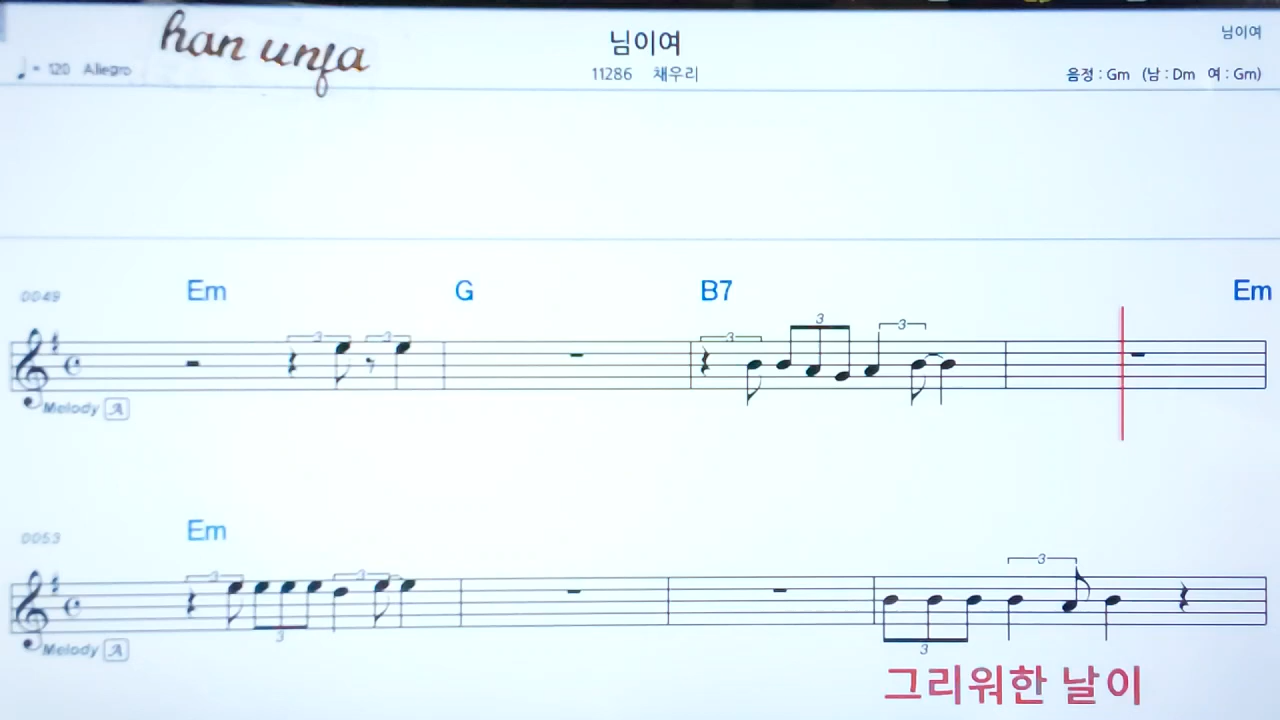 han unja
님이여
님이여
♩ = 120 Allegro
11286 채우리
음정 : Gm (남 : Dm 여 : Gm)
0049
Em G B7 Em
3 3 3 3 3
Melody A
0053
Em
3 3 3 3 3
Melody A
그리워한 날이